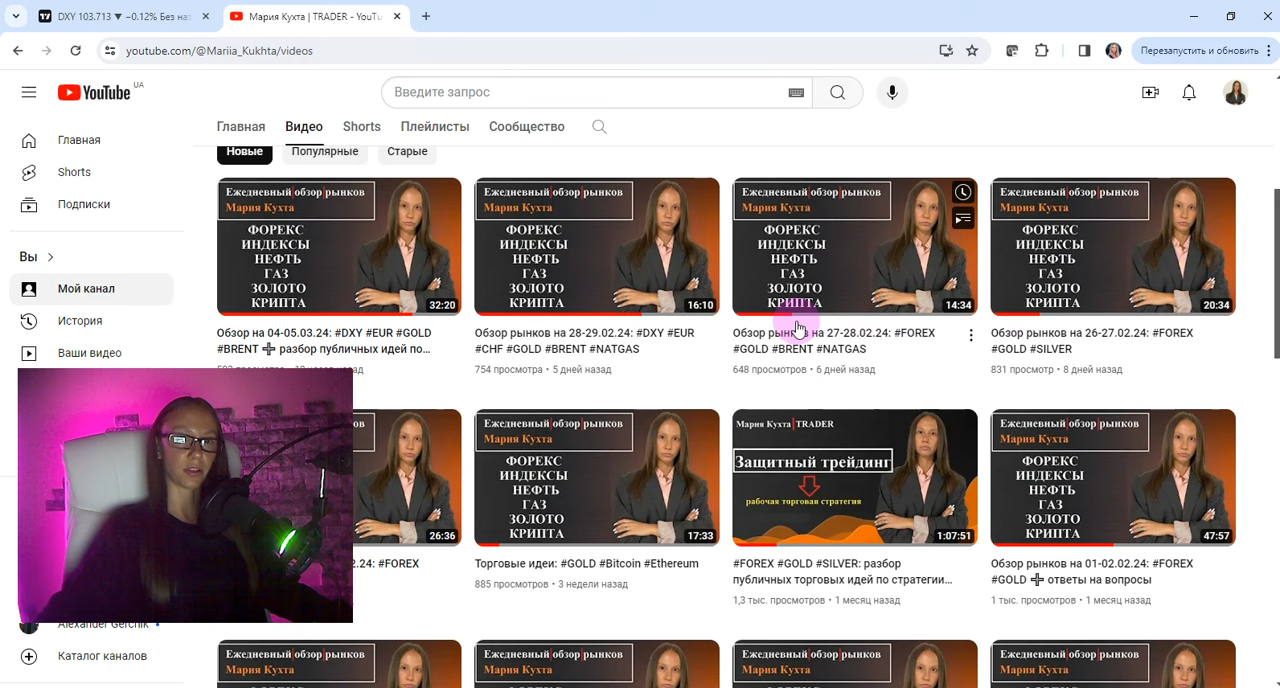 DXY 103.713 ▼ −0.12% Без наз
Мария Кухта | TRADER - YouTu
youtube.com/@Mariia_Kukhta/videos
Перезапустить и обновить
YouTube UA
Введите запрос
Главная
Видео
Shorts
Плейлисты
Сообщество
Новые
Популярные
Старые
Главная
Shorts
Подписки
Вы
Мой канал
История
Ваши видео
Каталог каналов
Ежедневный обзор рынков
Мария Кухта
ФОРЕКС
ИНДЕКСЫ
НЕФТЬ
ГАЗ
ЗОЛОТО
КРИПТА
32:20
Обзор на 04-05.03.24: #DXY #EUR #GOLD
#BRENT ➕ разбор публичных идей по...
Ежедневный обзор рынков
Мария Кухта
ФОРЕКС
ИНДЕКСЫ
НЕФТЬ
ГАЗ
ЗОЛОТО
КРИПТА
16:10
Обзор рынков на 28-29.02.24: #DXY #EUR
#CHF #GOLD #BRENT #NATGAS
754 просмотра • 5 дней назад
Ежедневный обзор рынков
Мария Кухта
ФОРЕКС
ИНДЕКСЫ
НЕФТЬ
ГАЗ
ЗОЛОТО
КРИПТА
14:34
Обзор рынков на 27-28.02.24: #FOREX
#GOLD #BRENT #NATGAS
648 просмотров • 6 дней назад
Ежедневный обзор рынков
Мария Кухта
ФОРЕКС
ИНДЕКСЫ
НЕФТЬ
ГАЗ
ЗОЛОТО
КРИПТА
20:34
Обзор рынков на 26-27.02.24: #FOREX
#GOLD #SILVER
831 просмотр • 8 дней назад
26:36
2.24: #FOREX
Ежедневный обзор рынков
Мария Кухта
ФОРЕКС
ИНДЕКСЫ
НЕФТЬ
ГАЗ
ЗОЛОТО
КРИПТА
17:33
Торговые идеи: #GOLD #Bitcoin #Ethereum
885 просмотров • 3 недели назад
Мария Кухта TRADER
Защитный трейдинг
рабочая торговая стратегия
1:07:51
#FOREX #GOLD #SILVER: разбор
публичных торговых идей по стратегии...
1,3 тыс. просмотров • 1 месяц назад
Ежедневный обзор рынков
Мария Кухта
ФОРЕКС
ИНДЕКСЫ
НЕФТЬ
ГАЗ
ЗОЛОТО
КРИПТА
47:57
Обзор рынков на 01-02.02.24: #FOREX
#GOLD ➕ ответы на вопросы
1 тыс. просмотров • 1 месяц назад
Ежедневный обзор рынков
Мария Кухта
Ежедневный обзор рынков
Мария Кухта
Ежедневный обзор рынков
Мария Кухта
Ежедневный обзор рынков
Мария Кухта